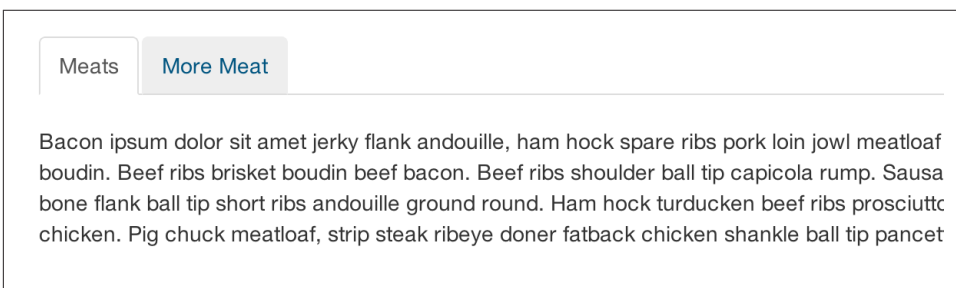 Meats More Meat
Bacon ipsum dolor sit amet jerky flank andouille, ham hock spare ribs pork loin jowl meatloaf
boudin. Beef ribs brisket boudin beef bacon. Beef ribs shoulder ball tip capicola rump. Sausa
bone flank ball tip short ribs andouille ground round. Ham hock turducken beef ribs prosciutto
chicken. Pig chuck meatloaf, strip steak ribeye doner fatback chicken shankle ball tip pancet